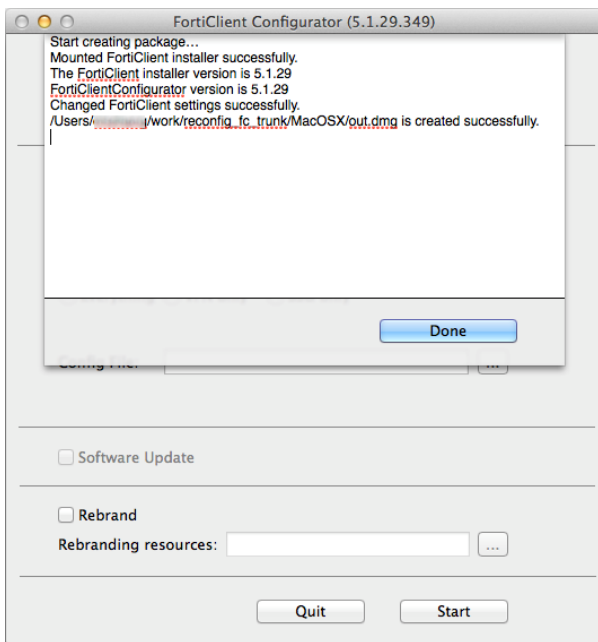 FortiClient Configurator (5.1.29.349)
Start creating package...
Mounted FortiClient installer successfully.
The FortiClient installer version is 5.1.29
FortiClientConfigurator version is 5.1.29
Changed FortiClient settings successfully.
/Users/ /work/reconfig_fc_trunk/MacOSX/out.dmg is created successfully.
Done
Config File:
...
Software Update
Rebrand
Rebranding resources:
...
Quit
Start